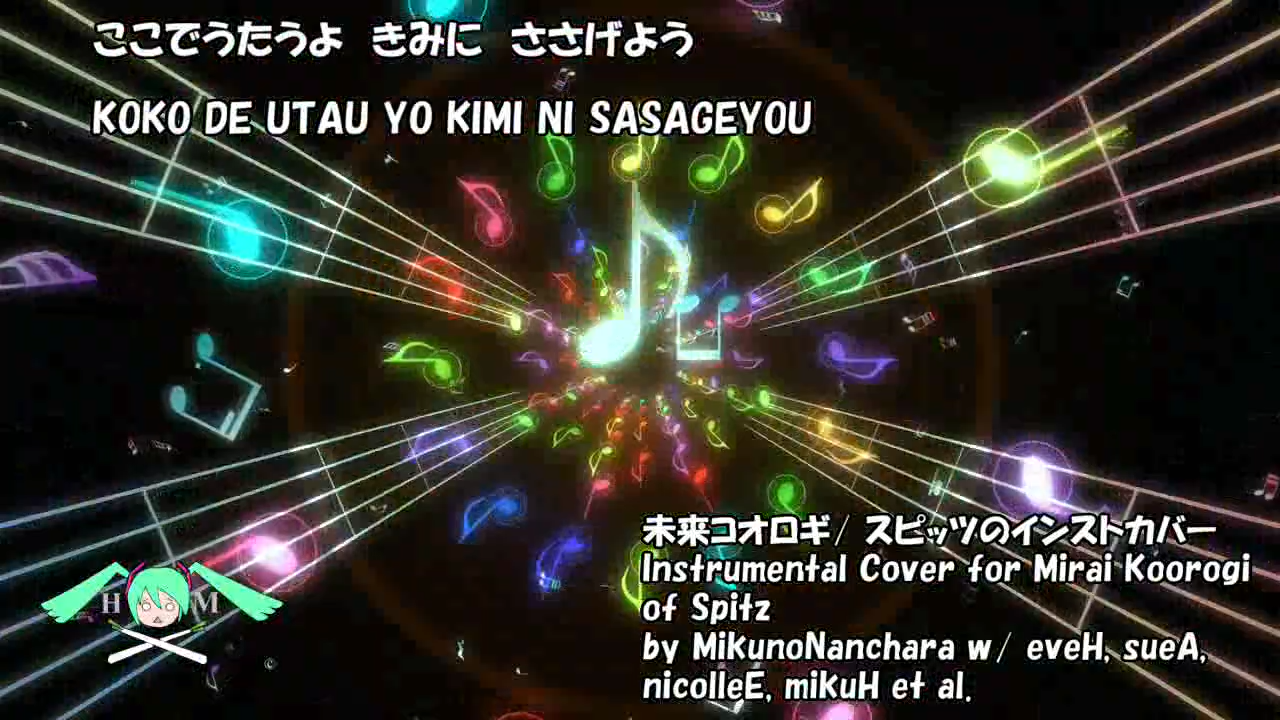 ここでうたうよ きみに ささげよう
KOKO DE UTAU YO KIMI NI SASAGEYOU
未来コオロギ/ スピッツのインストカバー
Instrumental Cover for Mirai Koorogi
of Spitz
by MikunoNanchara w/ eveH, sueA,
nicolleE, mikuH et al.
H M